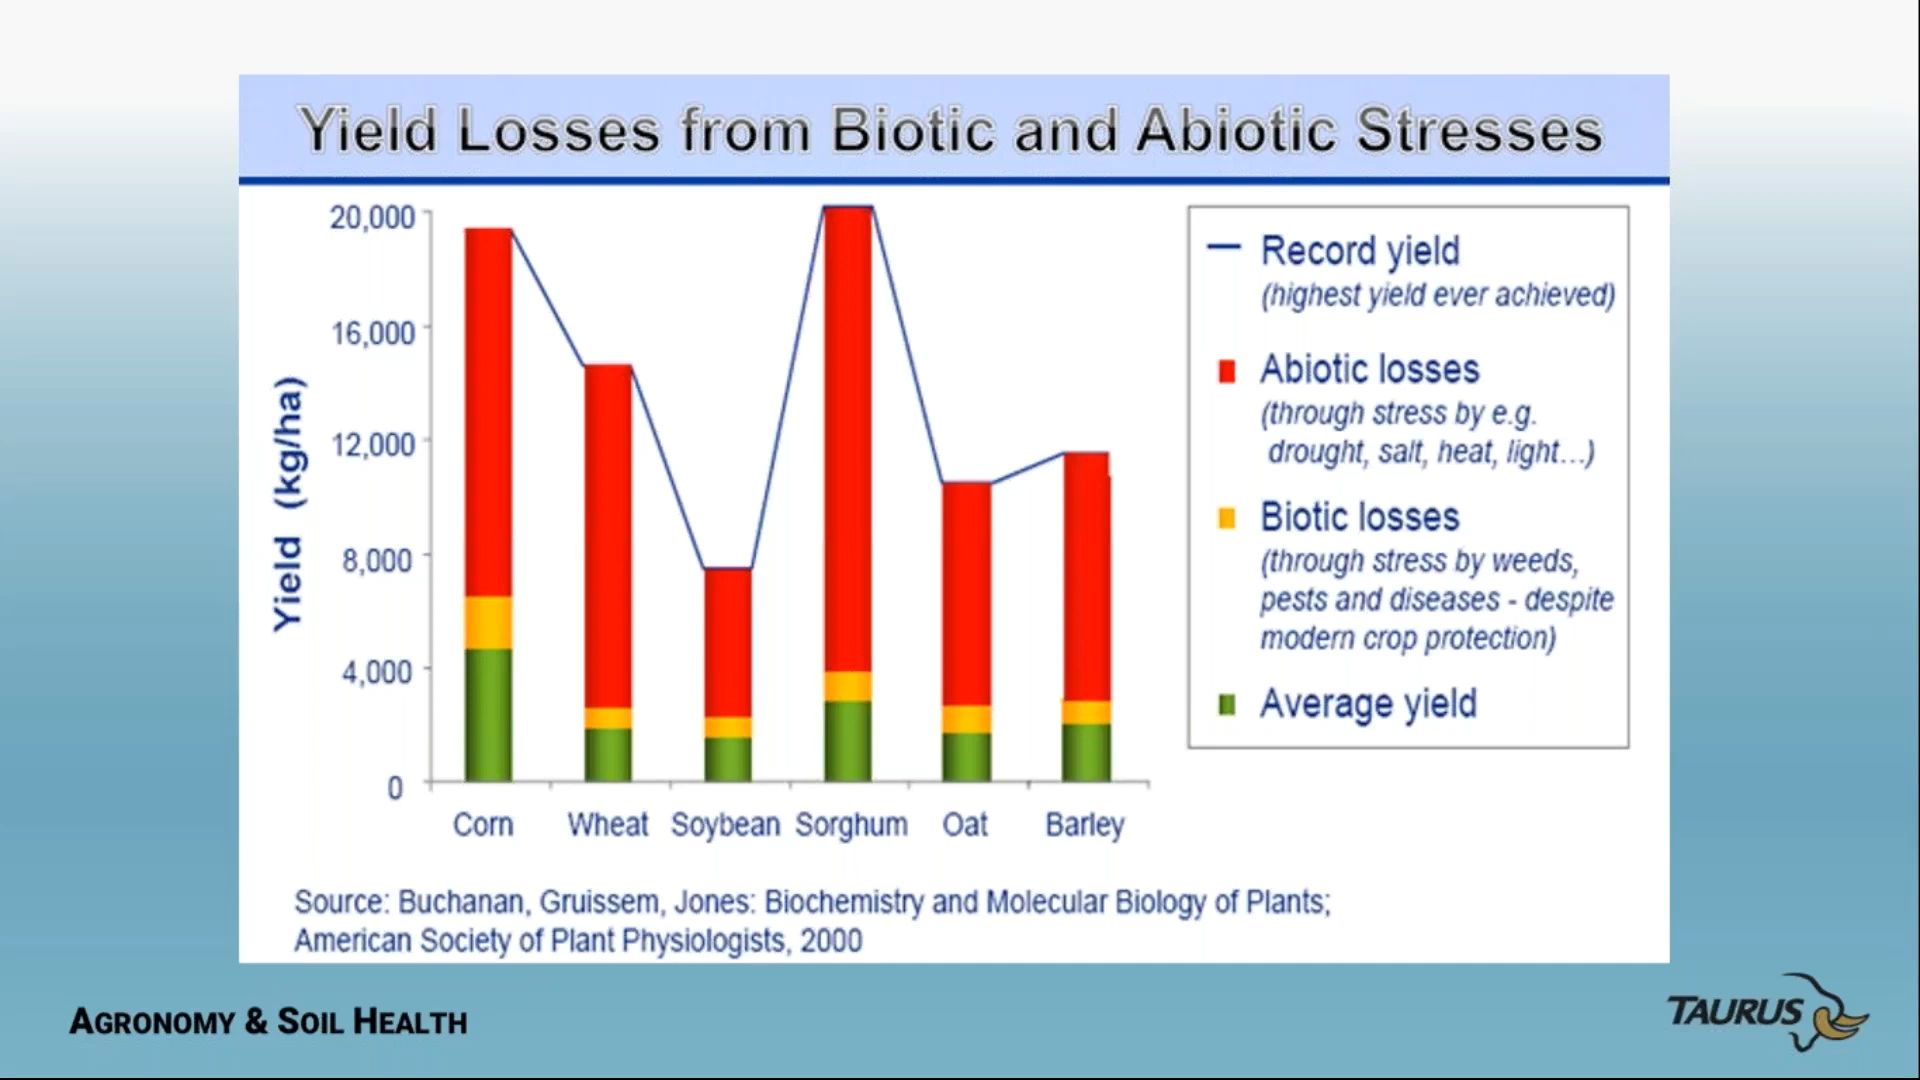 Yield Losses from Biotic and Abiotic Stresses
Yield (kg/ha)
20,000
16,000
12,000
8,000
4,000
0
Corn Wheat Soybean Sorghum Oat Barley
Record yield
(highest yield ever achieved)
Abiotic losses
(through stress by e.g.
drought, salt, heat, light...)
Biotic losses
(through stress by weeds,
pests and diseases - despite
modern crop protection)
Average yield
Source: Buchanan, Gruissem, Jones: Biochemistry and Molecular Biology of Plants;
American Society of Plant Physiologists, 2000
AGRONOMY & SOIL HEALTH
TAURUS